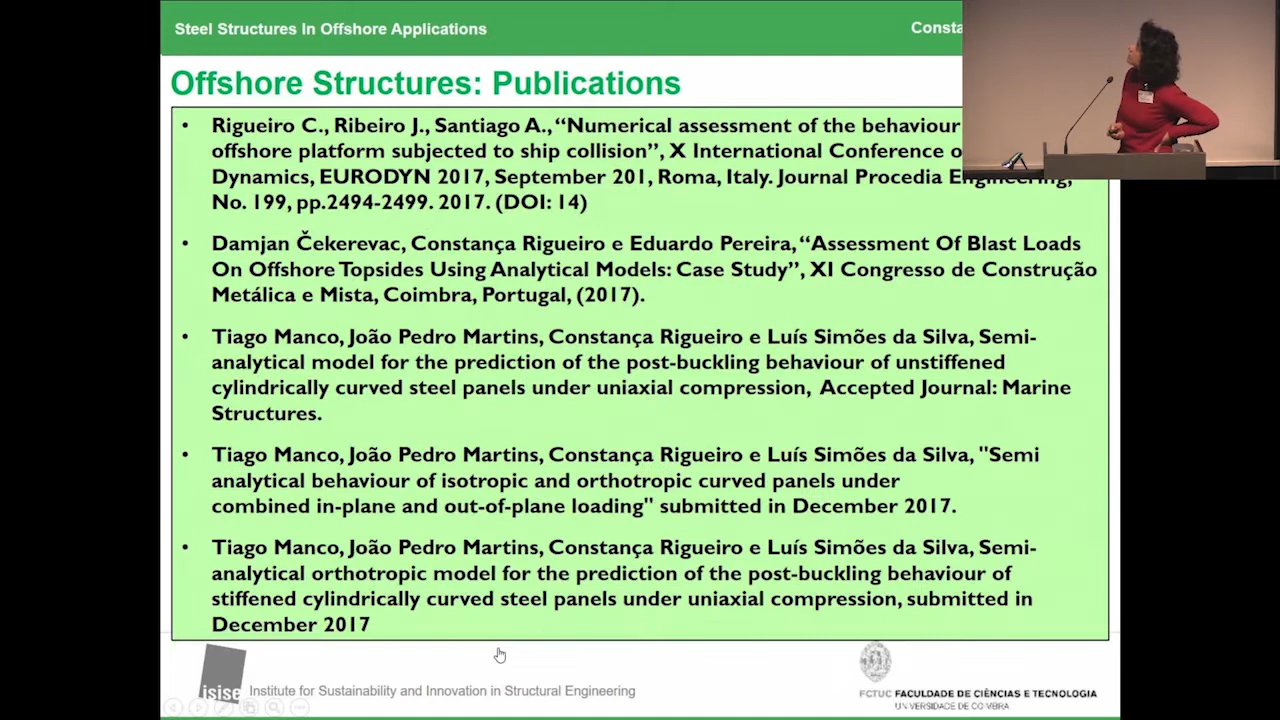 Steel Structures In Offshore Applications
Consta
Offshore Structures: Publications
• Rigueiro C., Ribeiro J., Santiago A., “Numerical assessment of the behaviour
offshore platform subjected to ship collision”, X International Conference o
Dynamics, EURODYN 2017, September 201, Roma, Italy. Journal Procedia Engineering,
No. 199, pp.2494-2499. 2017. (DOI: 14)
• Damjan Čekerevac, Constança Rigueiro e Eduardo Pereira, “Assessment Of Blast Loads
On Offshore Topsides Using Analytical Models: Case Study”, XI Congresso de Construção
Metálica e Mista, Coimbra, Portugal, (2017).
• Tiago Manco, João Pedro Martins, Constança Rigueiro e Luís Simões da Silva, Semi-
analytical model for the prediction of the post-buckling behaviour of unstiffened
cylindrically curved steel panels under uniaxial compression, Accepted Journal: Marine
Structures.
• Tiago Manco, João Pedro Martins, Constança Rigueiro e Luís Simões da Silva, "Semi
analytical behaviour of isotropic and orthotropic curved panels under
combined in-plane and out-of-plane loading" submitted in December 2017.
• Tiago Manco, João Pedro Martins, Constança Rigueiro e Luís Simões da Silva, Semi-
analytical orthotropic model for the prediction of the post-buckling behaviour of
stiffened cylindrically curved steel panels under uniaxial compression, submitted in
December 2017
isise Institute for Sustainability and Innovation in Structural Engineering
FCTUC FACULDADE DE CIÊNCIAS E TECNOLOGIA
UNIVERSIDADE DE COIMBRA